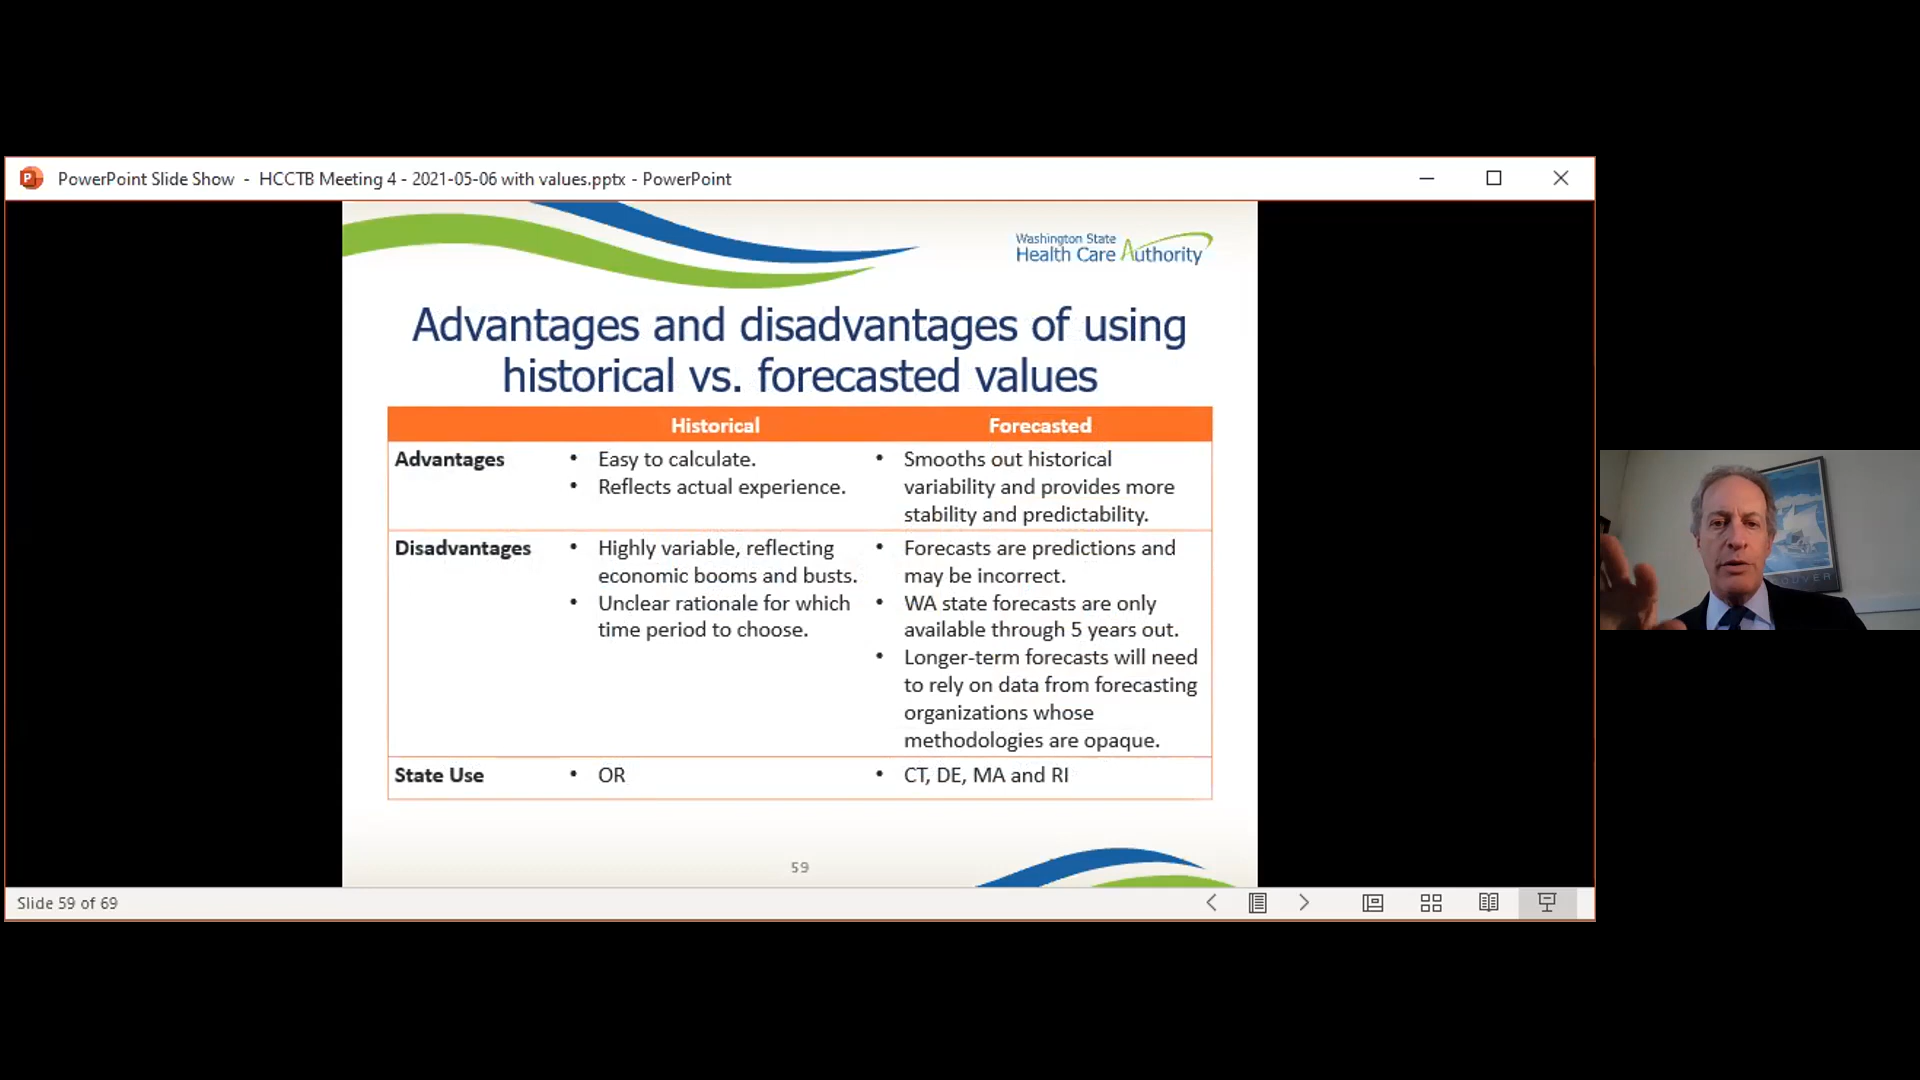 PowerPoint Slide Show - HCCTB Meeting 4 - 2021-05-06 with values.pptx - PowerPoint
Washington State
Health Care Authority
Advantages and disadvantages of using
historical vs. forecasted values
Historical
Forecasted
Advantages
• Easy to calculate.
• Reflects actual experience.
• Smooths out historical
variability and provides more
stability and predictability.
Disadvantages
• Highly variable, reflecting
economic booms and busts.
• Unclear rationale for which
time period to choose.
• Forecasts are predictions and
may be incorrect.
• WA state forecasts are only
available through 5 years out.
• Longer-term forecasts will need
to rely on data from forecasting
organizations whose
methodologies are opaque.
State Use
• OR
• CT, DE, MA and RI
59
Slide 59 of 69